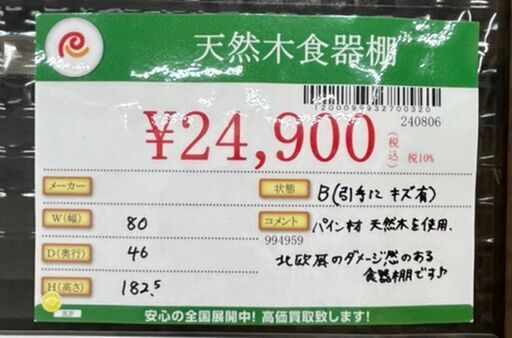 天然木食器棚
1200099932700320
240806
¥24,900
(税込)
税10%
メーカー
状態 B(引手にキズ有)
W(幅) 80
コメント パイン材 天然木を使用、
994959
D(奥行) 46
北欧風のダメージ感のある
食器棚です♪
H(高さ) 182.5
安心の全国展開中! 高価買取致します!